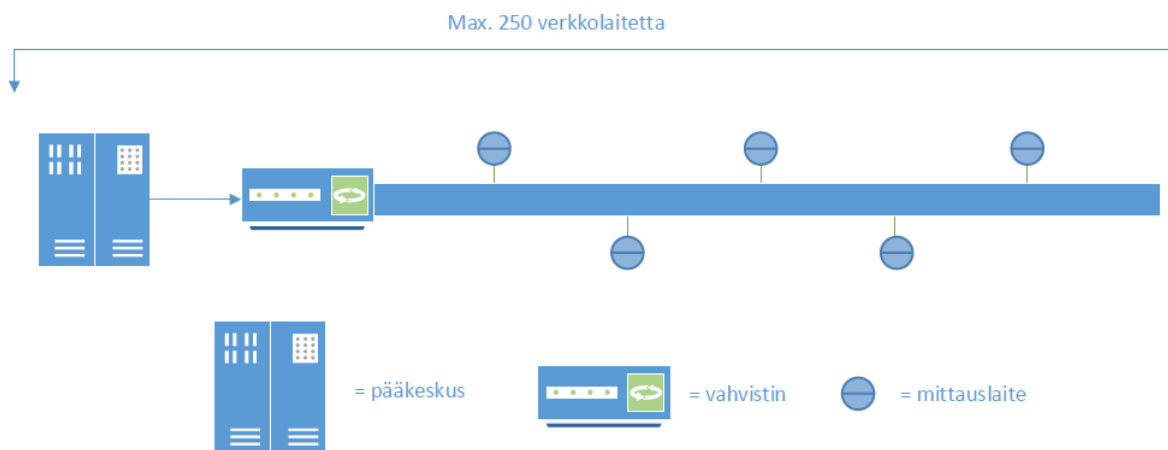 Max. 250 verkkolaitetta
= pääkeskus
= vahvistin
= mittauslaite